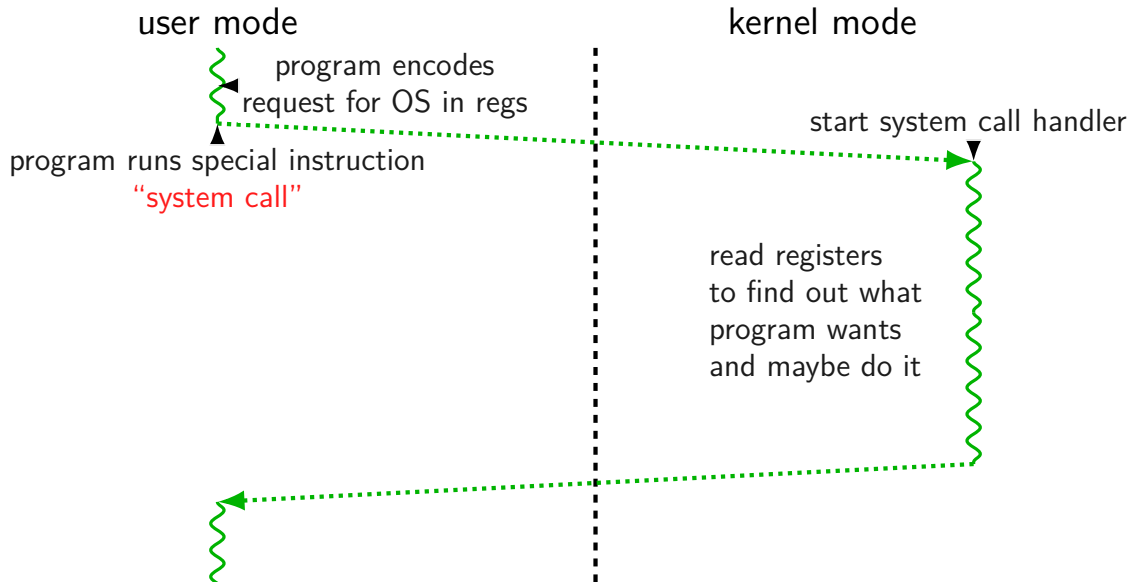 user mode
kernel mode
program encodes
request for OS in regs
start system call handler
program runs special instruction
“system call”
read registers
to find out what
program wants
and maybe do it